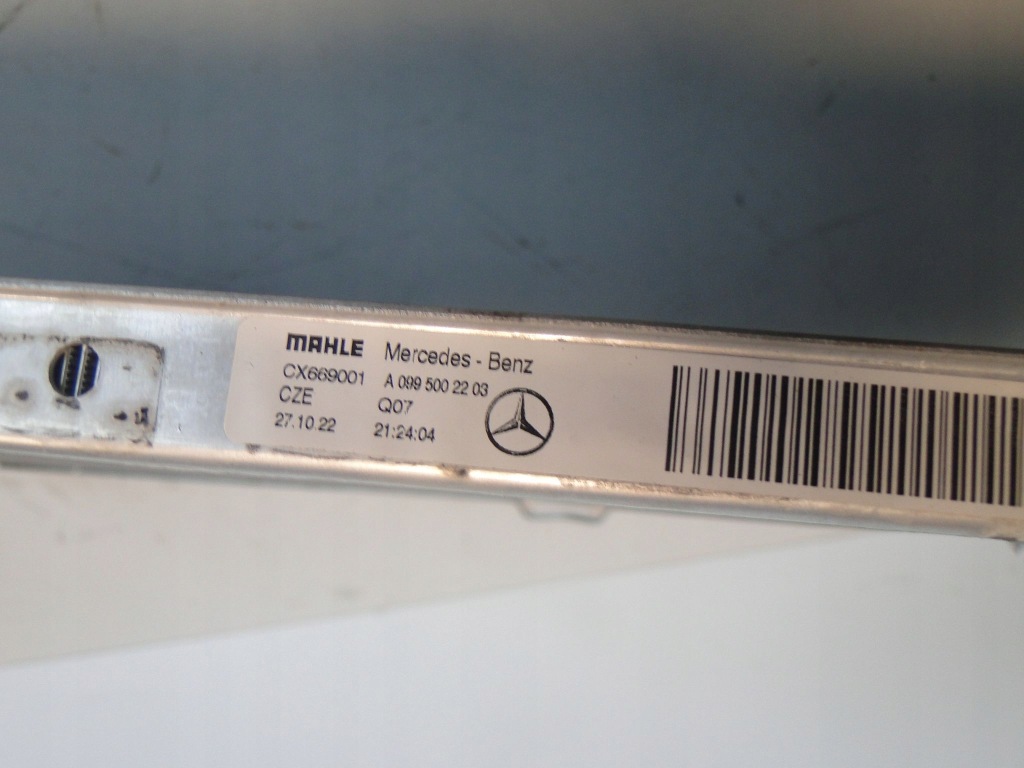 MAHLE Mercedes - Benz
CX669001 A 099 500 22 03
CZE Q07
27.10.22 21:24:04